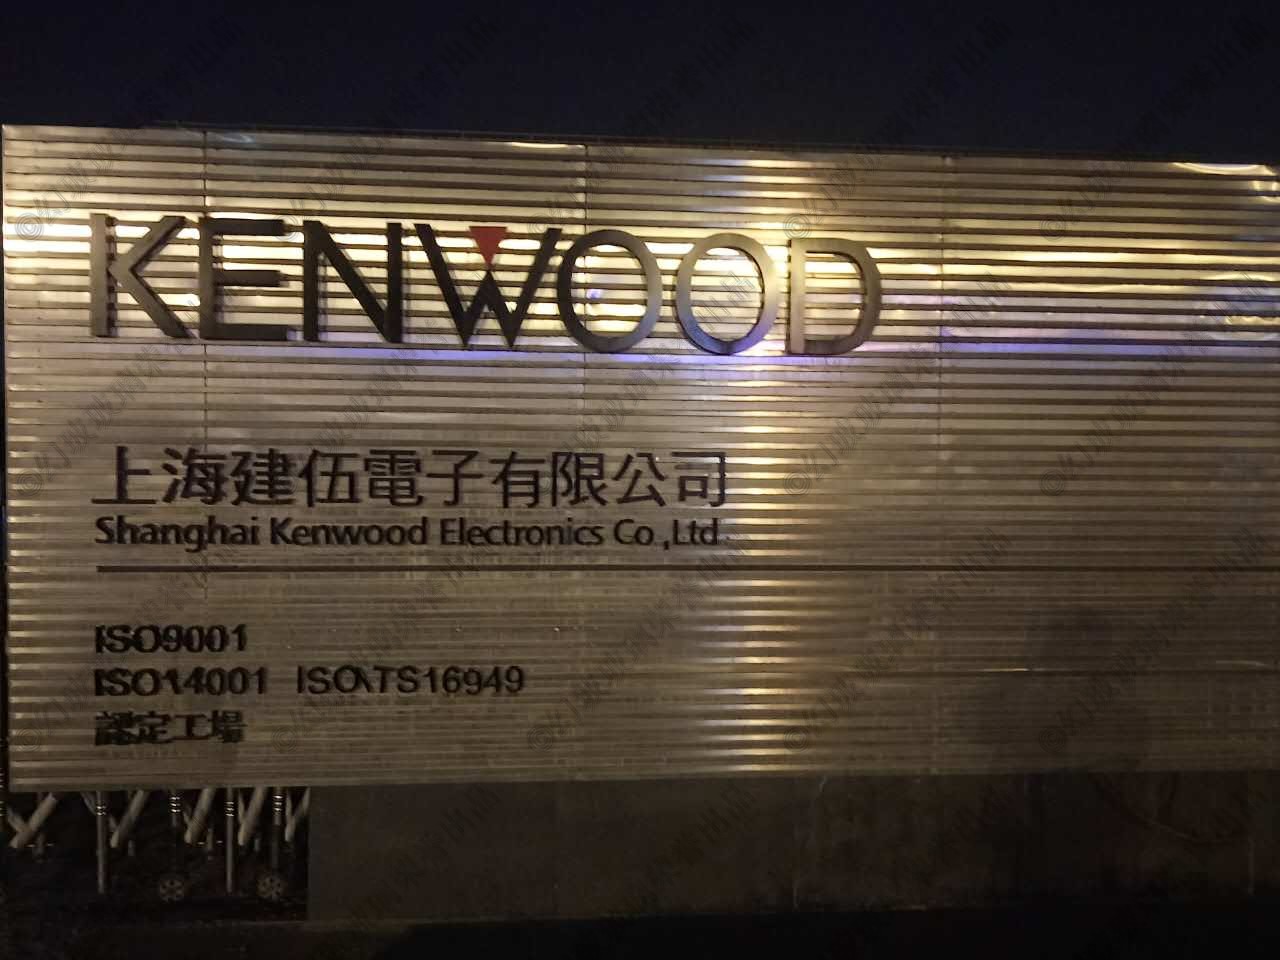 KENWOOD
上海建伍電子有限公司
Shanghai Kenwood Electronics Co.,Ltd
ISO9001
ISO14001 ISO\TS16949
認定工場